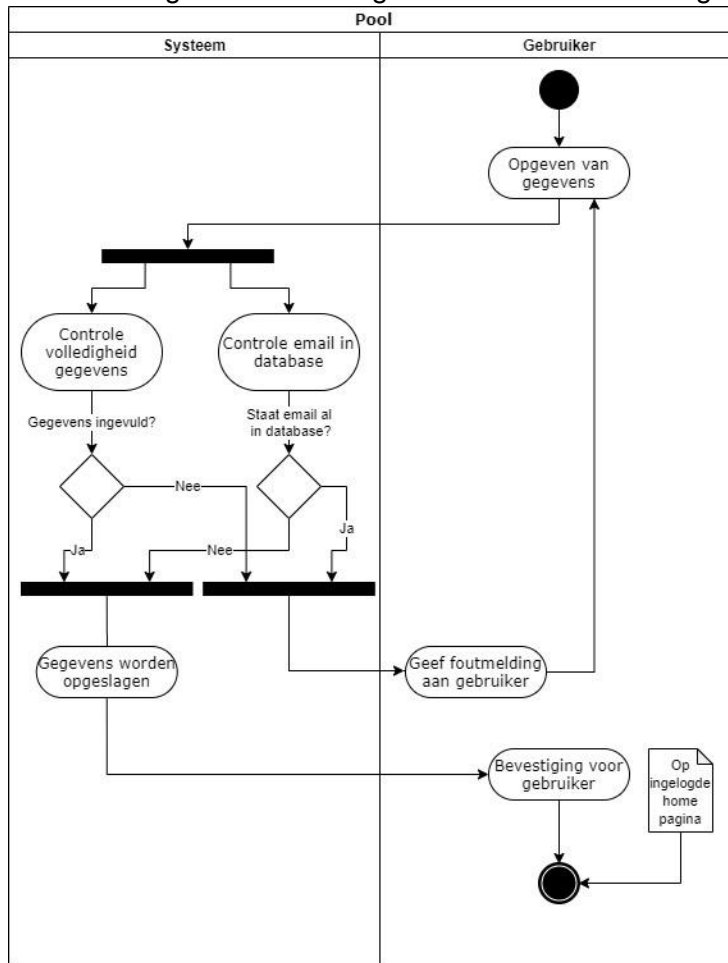 Pool
Systeem
Gebruiker
Opgeven van
gegevens
Controle
volledigheid
gegevens
Controle email in
database
Gegevens ingevuld?
Staat email al
in database?
Nee
Ja
Ja
Nee
Gegevens worden
opgeslagen
Geef foutmelding
aan gebruiker
Bevestiging voor
gebruiker
Op
ingelogde
home
pagina